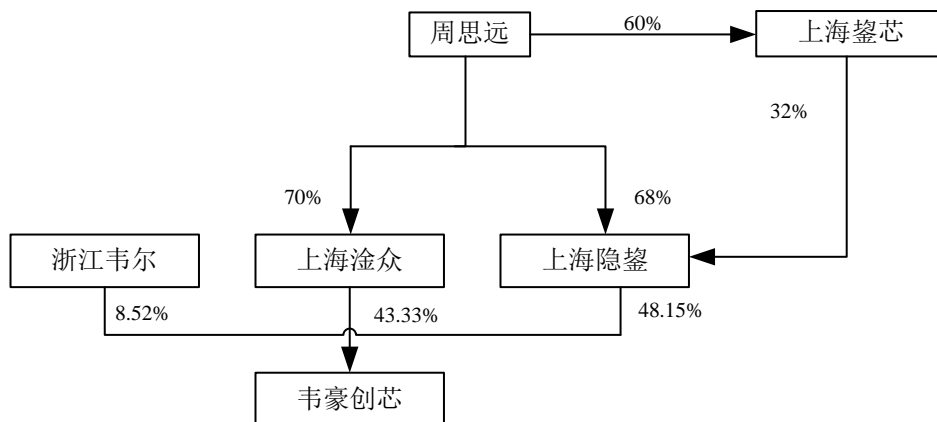 周思远
60%
上海鋆芯
32%
70%
68%
浙江韦尔
上海淦众
上海隐鋆
8.52%
43.33%
48.15%
韦豪创芯